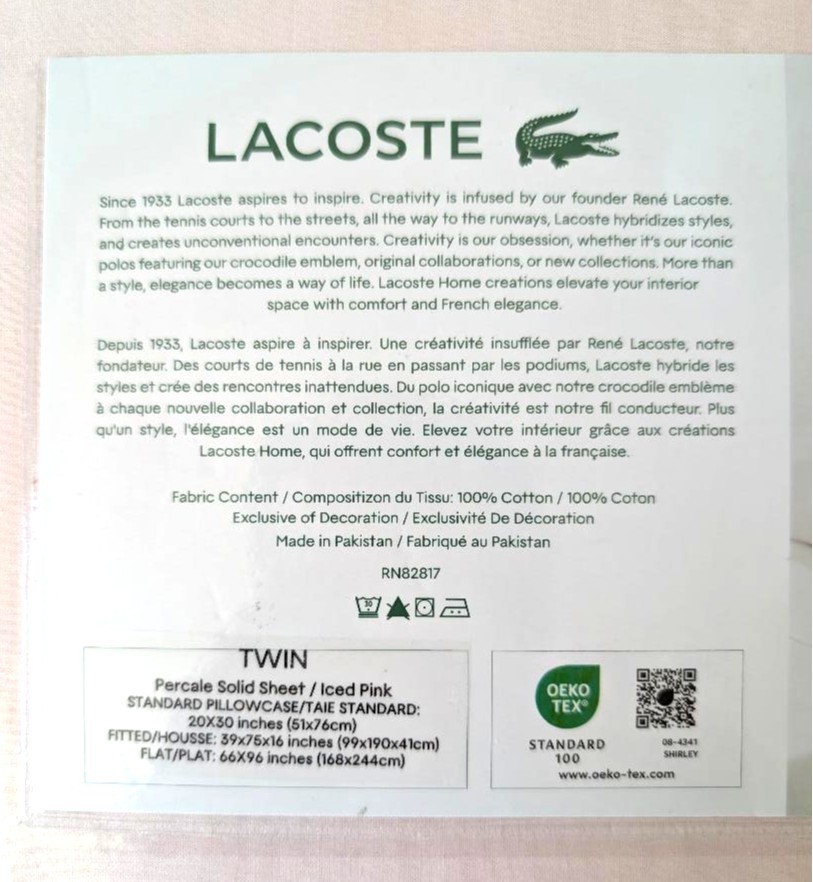 LACOSTE
Since 1933 Lacoste aspires to inspire. Creativity is infused by our founder René Lacoste.
From the tennis courts to the streets, all the way to the runways, Lacoste hybridizes styles,
and creates unconventional encounters. Creativity is our obsession, whether it's our iconic
polos featuring our crocodile emblem, original collaborations, or new collections. More than
a style, elegance becomes a way of life. Lacoste Home creations elevate your interior
space with comfort and French elegance.
Depuis 1933, Lacoste aspire à inspirer. Une créativité insufflée par René Lacoste, notre
fondateur. Des courts de tennis à la rue en passant par les podiums, Lacoste hybride les
styles et crée des rencontres inattendues. Du polo iconique avec notre crocodile emblème
à chaque nouvelle collaboration et collection, la créativité est notre fil conducteur. Plus
qu'un style, l'élégance est un mode de vie. Elevez votre intérieur grâce aux créations
Lacoste Home, qui offrent confort et élégance à la française.
Fabric Content / Compositizon du Tissu: 100% Cotton / 100% Coton
Exclusive of Decoration / Exclusivité De Décoration
Made in Pakistan / Fabriqué au Pakistan
RN82817
30
TWIN
Percale Solid Sheet / Iced Pink
STANDARD PILLOWCASE/TAIE STANDARD:
20X30 inches (51x76cm)
FITTED/HOUSSE: 39x75x16 inches (99x190x41cm)
FLAT/PLAT: 66X96 inches (168x244cm)
OEKO
TEX®
STANDARD
100
08-4341
SHIRLEY
www.oeko-tex.com